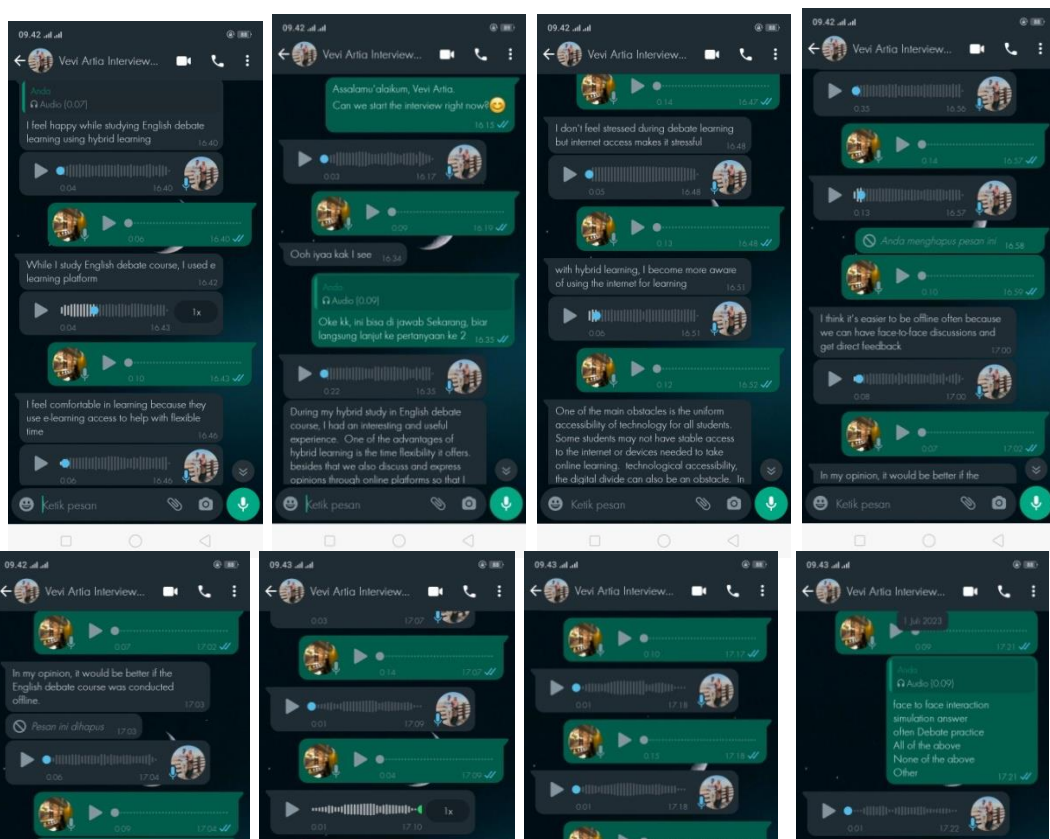 09.42
Vevi Artia Interview...
Anda
Audio (0.07)
I feel happy while studying English debate
learning using hybrid learning
16.40
0.04 16.40
0.06 16.40
While I study English debate course, I used e
learning platform
16.42
1x
0.04 16.43
0.10 16.43
I feel comfortable in learning because they
use e-learning access to help with flexible
time
16.46
0.06 16.46
Ketik pesan
09.42
Vevi Artia Interview...
Assalamu'alaikum, Vevi Artia.
Can we start the interview right now?😊
16.15
0.03 16.17
0.09 16.19
Ooh iyaa kak I see 16.34
Anda
Audio (0.09)
Oke kk, ini bisa di jawab Sekarang, biar
langsung lanjut ke pertanyaan ke 2 16.35
0.22 16.35
During my hybrid study in English debate
course, I had an interesting and useful
experience. One of the advantages of
hybrid learning is the time flexibility it offers.
besides that we also discuss and express
opinions through online platforms so that I
Ketik pesan
09.42
Vevi Artia Interview...
0.14 16.47
I don't feel stressed during debate learning
but internet access makes it stressful 16.48
0.05 16.48
0.13 16.48
with hybrid learning, I become more aware
of using the internet for learning 16.51
0.06 16.51
0.12 16.52
One of the main obstacles is the uniform
accessibility of technology for all students.
Some students may not have stable access
to the internet or devices needed to take
online learning. technological accessibility,
the digital divide can also be an obstacle. In
Ketik pesan
09.42
Vevi Artia Interview...
0.35 16.56
0.14 16.57
0.13 16.57
Anda menghapus pesan ini 16.58
0.10 16.59
I think it's easier to be offline often because
we can have face-to-face discussions and
get direct feedback 17.00
0.08 17.00
0.07 17.02
In my opinion, it would be better if the
Ketik pesan
09.42
Vevi Artia Interview...
0.07 17.02
In my opinion, it would be better if the
English debate course was conducted
offline. 17.03
Pesan ini dihapus 17.03
0.06 17.04
0.09 17.04
09.43
Vevi Artia Interview...
0.03 17.07
0.14 17.07
0.01 17.09
0.04 17.09
1x
0.01 17.10
09.43
Vevi Artia Interview...
0.10 17.17
0.01 17.18
0.15 17.18
0.01 17.18
09.43
Vevi Artia Interview...
1 Juli 2023
0.09 17.21
Anda
Audio (0.09)
face to face interaction
simulation answer
often Debate practice
All of the above
None of the above
Other 17.21
0.01 17.22